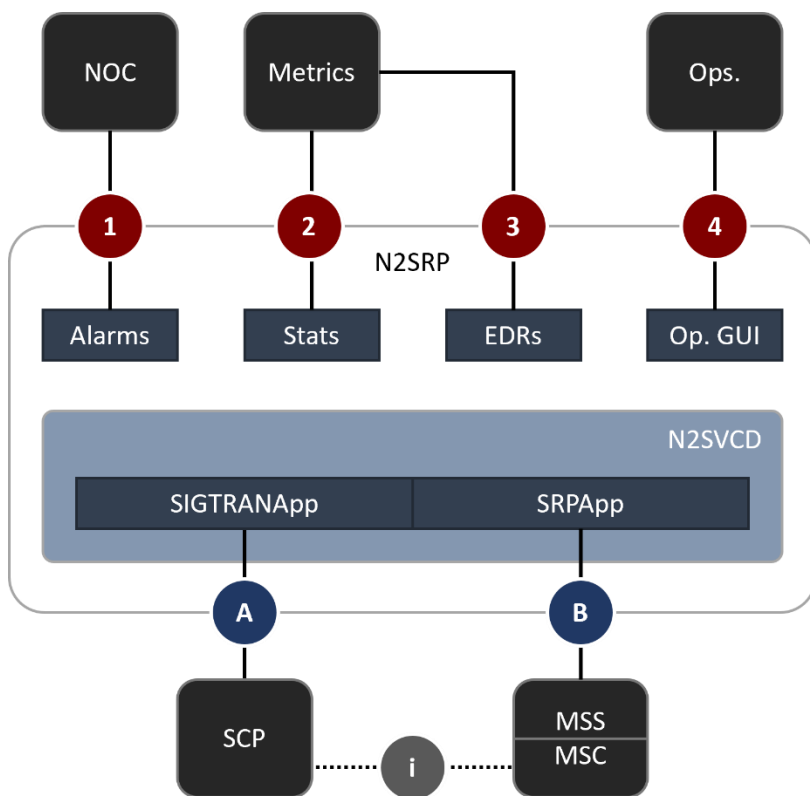 NOC
Metrics
Ops.
1
2
3
4
N2SRP
Alarms
Stats
EDRs
Op. GUI
N2SVCD
SIGTRANApp
SRPApp
A
B
SCP
MSS
MSC
i